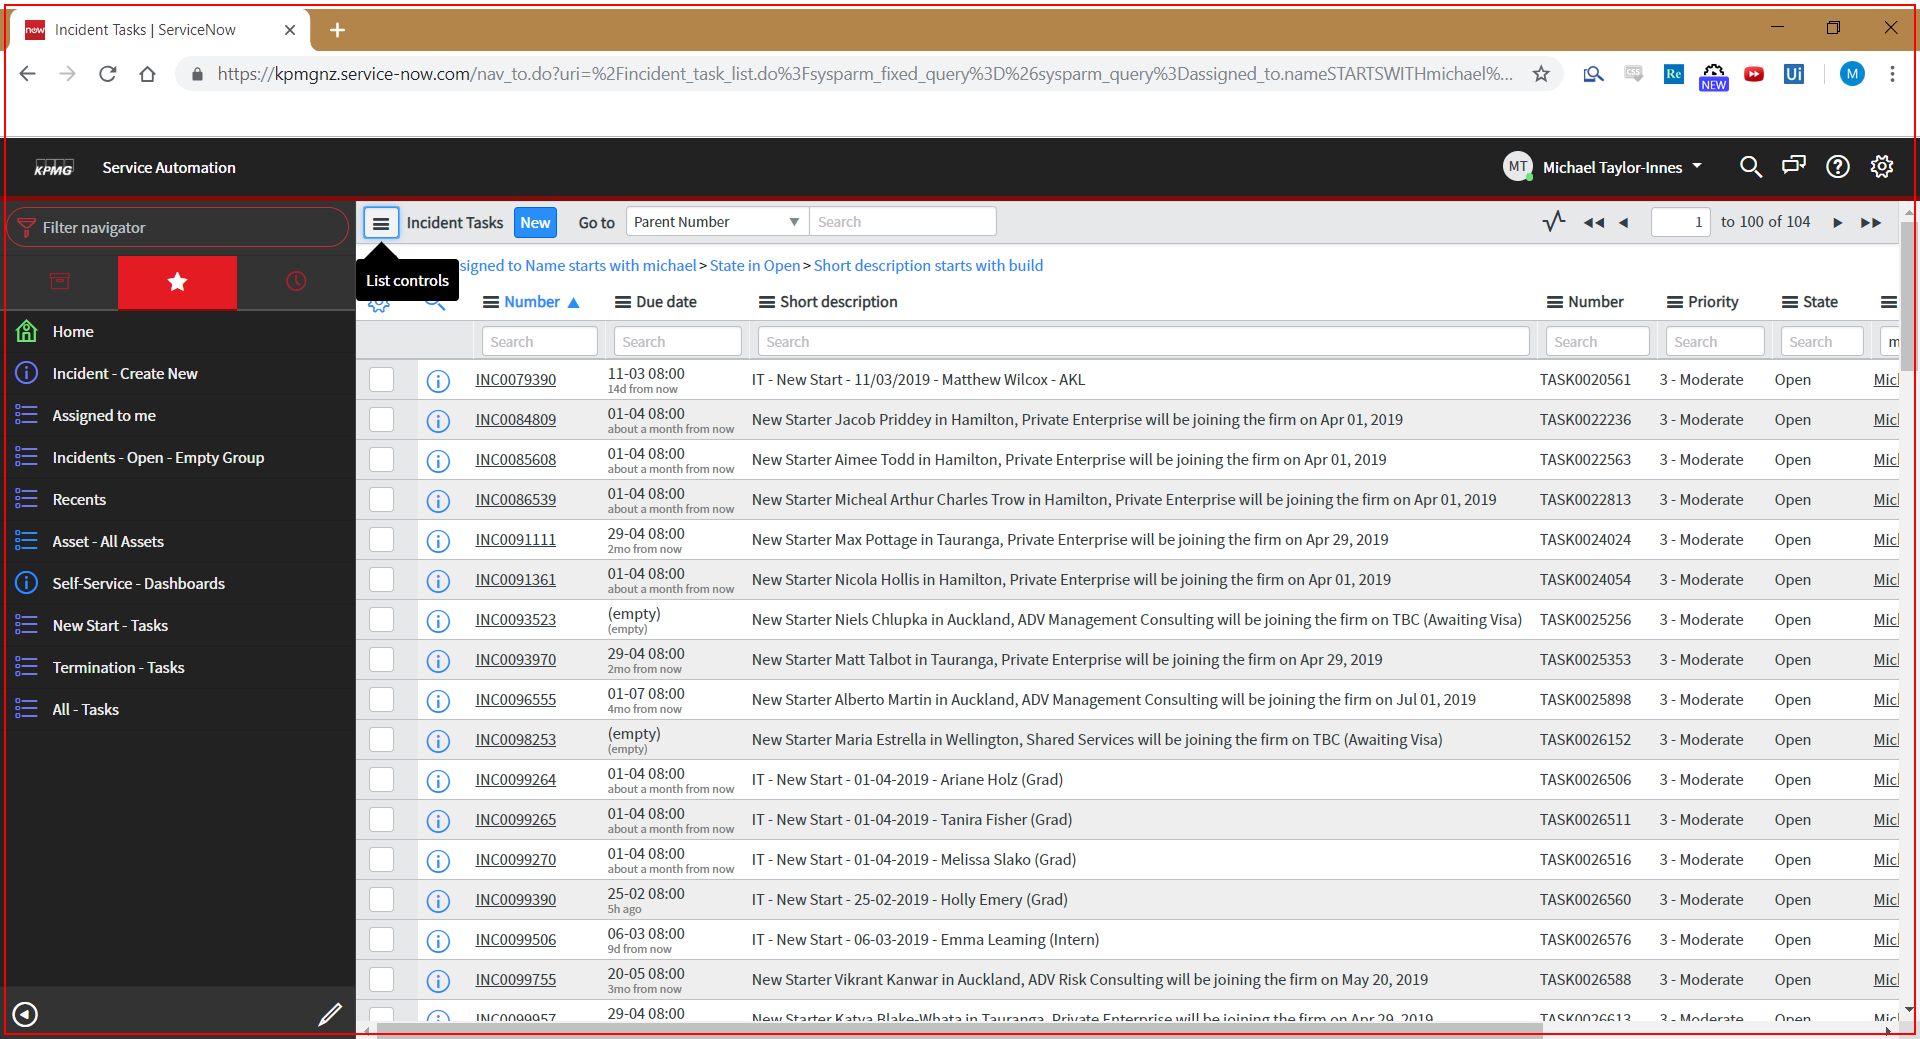 now Incident Tasks | ServiceNow
https://kpmgnz.service-now.com/nav_to.do?uri=%2Fincident_task_list.do%3Fsysparm_fixed_query%3D%26sysparm_query%3Dassigned_to.nameSTARTSWITHmichael%...
CSS Re NEW Ui M
KPMG Service Automation MT Michael Taylor-Innes
Filter navigator
Home
Incident - Create New
Assigned to me
Incidents - Open - Empty Group
Recents
Asset - All Assets
Self-Service - Dashboards
New Start - Tasks
Termination - Tasks
All - Tasks
Incident Tasks New Go to Parent Number Search 1 to 100 of 104
List controls
signed to Name starts with michael > State in Open > Short description starts with build
Number Due date Short description Number Priority State
Search Search Search Search Search Search m
INC0079390 11-03 08:00 IT - New Start - 11/03/2019 - Matthew Wilcox - AKL TASK0020561 3 - Moderate Open Mic
14d from now
INC0084809 01-04 08:00 New Starter Jacob Priddey in Hamilton, Private Enterprise will be joining the firm on Apr 01, 2019 TASK0022236 3 - Moderate Open Mic
about a month from now
INC0085608 01-04 08:00 New Starter Aimee Todd in Hamilton, Private Enterprise will be joining the firm on Apr 01, 2019 TASK0022563 3 - Moderate Open Mic
about a month from now
INC0086539 01-04 08:00 New Starter Micheal Arthur Charles Trow in Hamilton, Private Enterprise will be joining the firm on Apr 01, 2019 TASK0022813 3 - Moderate Open Mic
about a month from now
INC0091111 29-04 08:00 New Starter Max Pottage in Tauranga, Private Enterprise will be joining the firm on Apr 29, 2019 TASK0024024 3 - Moderate Open Mic
2mo from now
INC0091361 01-04 08:00 New Starter Nicola Hollis in Hamilton, Private Enterprise will be joining the firm on Apr 01, 2019 TASK0024054 3 - Moderate Open Mic
about a month from now
INC0093523 (empty) New Starter Niels Chlupka in Auckland, ADV Management Consulting will be joining the firm on TBC (Awaiting Visa) TASK0025256 3 - Moderate Open Mic
(empty)
INC0093970 29-04 08:00 New Starter Matt Talbot in Tauranga, Private Enterprise will be joining the firm on Apr 29, 2019 TASK0025353 3 - Moderate Open Mic
2mo from now
INC0096555 01-07 08:00 New Starter Alberto Martin in Auckland, ADV Management Consulting will be joining the firm on Jul 01, 2019 TASK0025898 3 - Moderate Open Mic
4mo from now
INC0098253 (empty) New Starter Maria Estrella in Wellington, Shared Services will be joining the firm on TBC (Awaiting Visa) TASK0026152 3 - Moderate Open Mic
(empty)
INC0099264 01-04 08:00 IT - New Start - 01-04-2019 - Ariane Holz (Grad) TASK0026506 3 - Moderate Open Mic
about a month from now
INC0099265 01-04 08:00 IT - New Start - 01-04-2019 - Tanira Fisher (Grad) TASK0026511 3 - Moderate Open Mic
about a month from now
INC0099270 01-04 08:00 IT - New Start - 01-04-2019 - Melissa Slako (Grad) TASK0026516 3 - Moderate Open Mic
about a month from now
INC0099390 25-02 08:00 IT - New Start - 25-02-2019 - Holly Emery (Grad) TASK0026560 3 - Moderate Open Mic
5h ago
INC0099506 06-03 08:00 IT - New Start - 06-03-2019 - Emma Leaming (Intern) TASK0026576 3 - Moderate Open Mic
9d from now
INC0099755 20-05 08:00 New Starter Vikrant Kanwar in Auckland, ADV Risk Consulting will be joining the firm on May 20, 2019 TASK0026588 3 - Moderate Open Mic
3mo from now
INC0099957 29-04 08:00 New Starter Katya Blake-Whata in Tauranga, Private Enterprise will be joining the firm on Apr 29, 2019 TASK0026613 3 - Moderate Open Mic